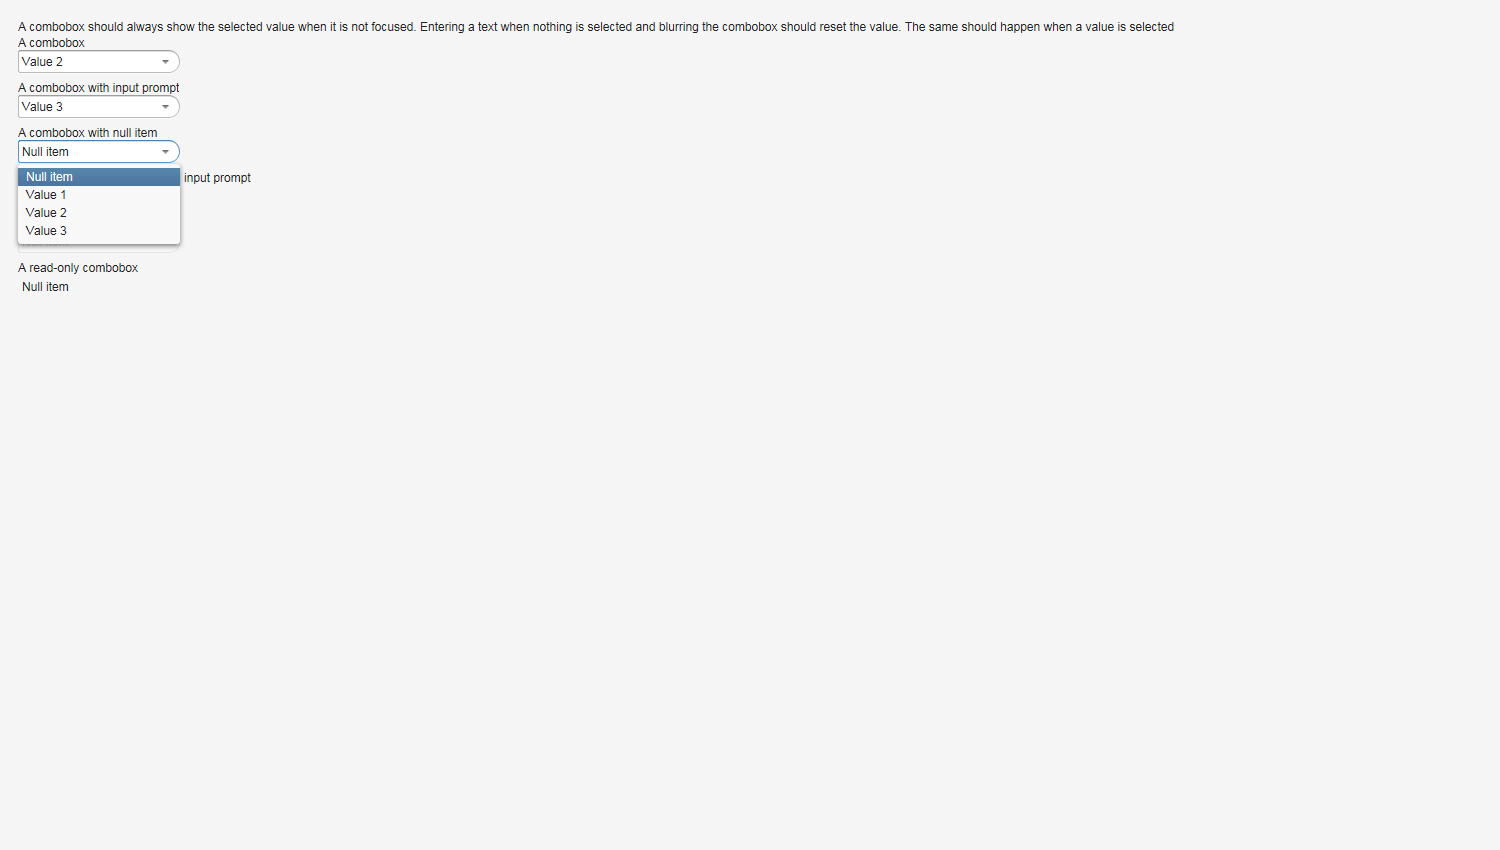 A combobox should always show the selected value when it is not focused. Entering a text when nothing is selected and blurring the combobox should reset the value. The same should happen when a value is selected
A combobox
Value 2
A combobox with input prompt
Value 3
A combobox with null item
Null item
Null item
input prompt
Value 1
Value 2
Value 3
A read-only combobox
Null item